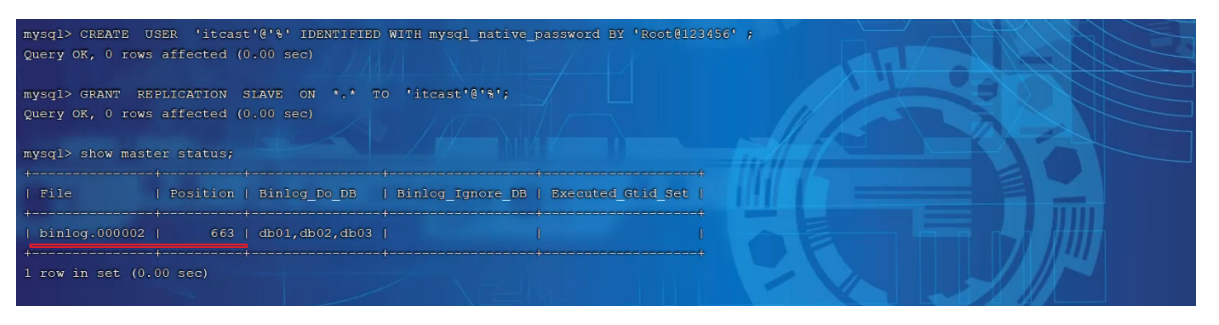 mysql> CREATE  USER  'itcast'@'%' IDENTIFIED WITH mysql_native_password BY 'Root@123456' ;
Query OK, 0 rows affected (0.00 sec)
mysql> GRANT  REPLICATION  SLAVE  ON  *.*  TO  'itcast'@'%';
Query OK, 0 rows affected (0.00 sec)
mysql> show master status;
+---------------+----------+----------------+------------------+-------------------+
| File          | Position | Binlog_Do_DB   | Binlog_Ignore_DB | Executed_Gtid_Set |
+---------------+----------+----------------+------------------+-------------------+
| binlog.000002 |      663 | db01,db02,db03 |                  |                   |
+---------------+----------+----------------+------------------+-------------------+
1 row in set (0.00 sec)